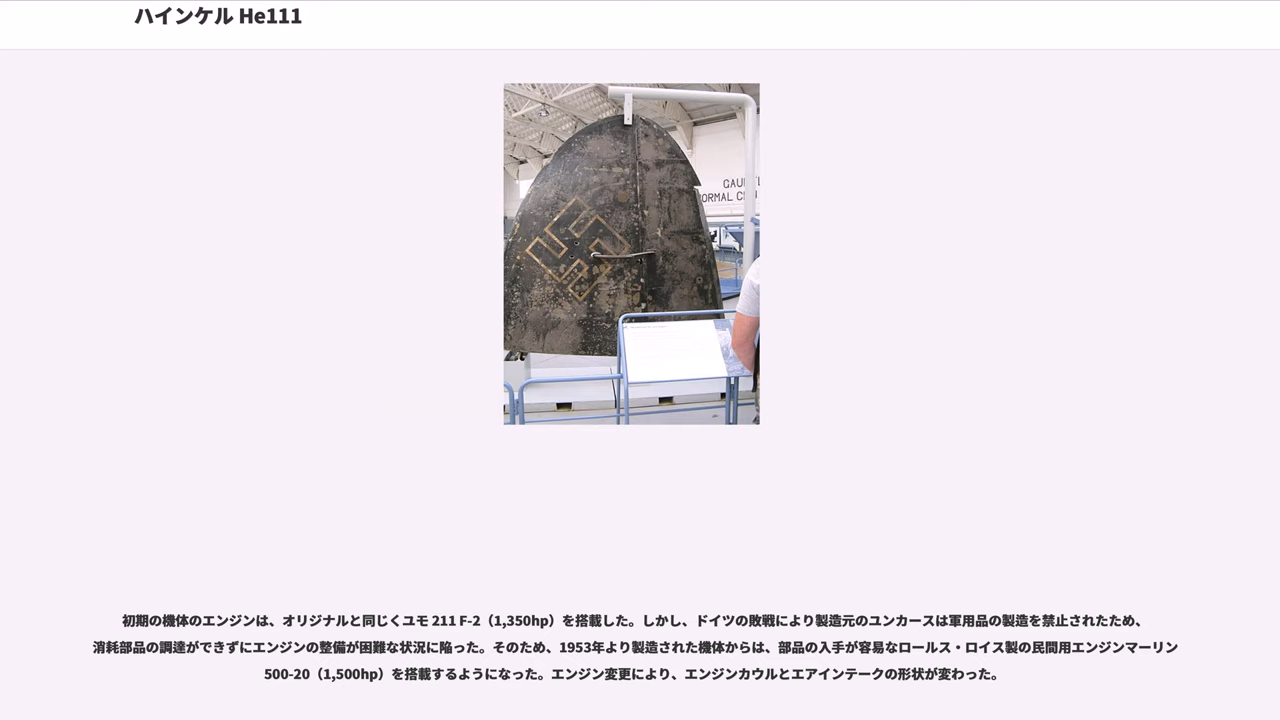 ハインケル He111
初期の機体のエンジンは、オリジナルと同じくユモ 211 F-2（1,350hp）を搭載した。しかし、ドイツの敗戦により製造元のユンカースは軍用品の製造を禁止されたため、
消耗部品の調達ができずにエンジンの整備が困難な状況に陥った。そのため、1953年より製造された機体からは、部品の入手が容易なロールス・ロイス製の民間用エンジンマーリン
500-20（1,500hp）を搭載するようになった。エンジン変更により、エンジンカウルとエアインテークの形状が変わった。